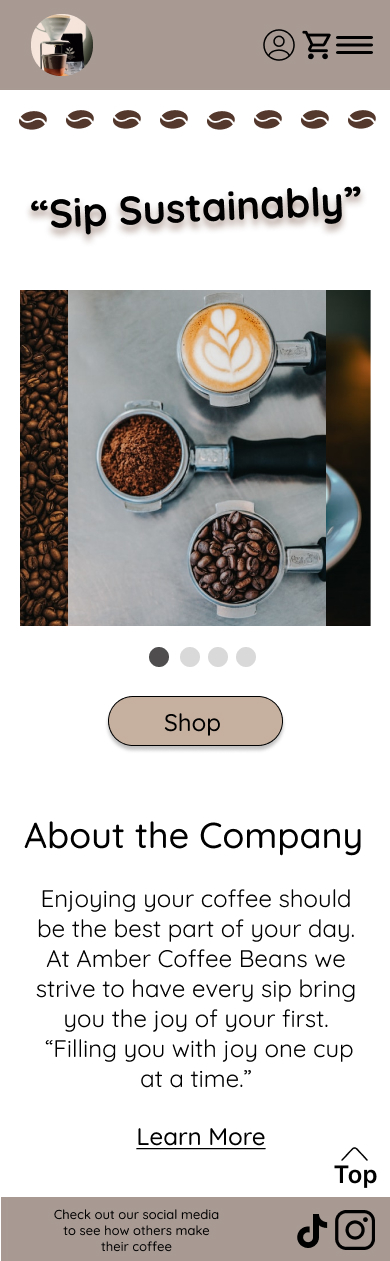 “Sip Sustainably”
Shop
About the Company
Enjoying your coffee should
be the best part of your day.
At Amber Coffee Beans we
strive to have every sip bring
you the joy of your first.
“Filling you with joy one cup
at a time.”
Learn More
Top
Check out our social media
to see how others make
their coffee